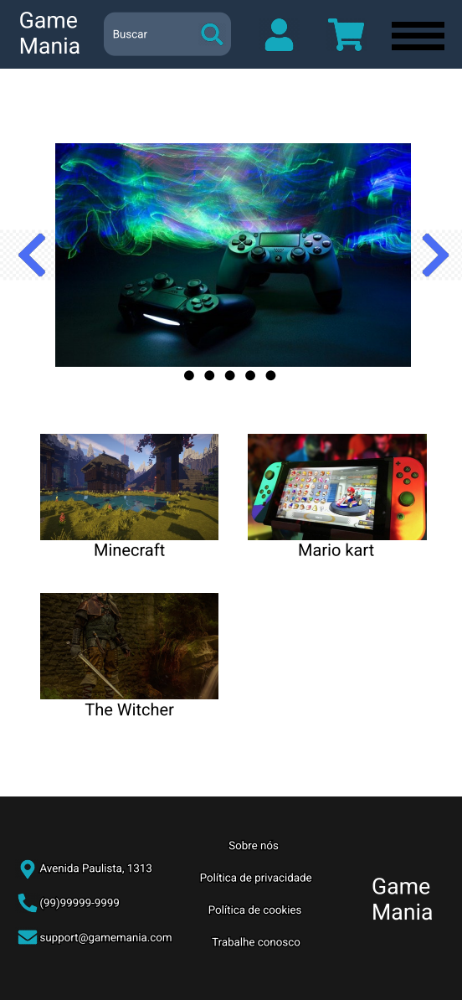 Game
Mania
Buscar
Minecraft
Mario kart
The Witcher
Avenida Paulista, 1313
(99)99999-9999
support@gamemania.com
Sobre nós
Política de privacidade
Política de cookies
Trabalhe conosco
Game
Mania